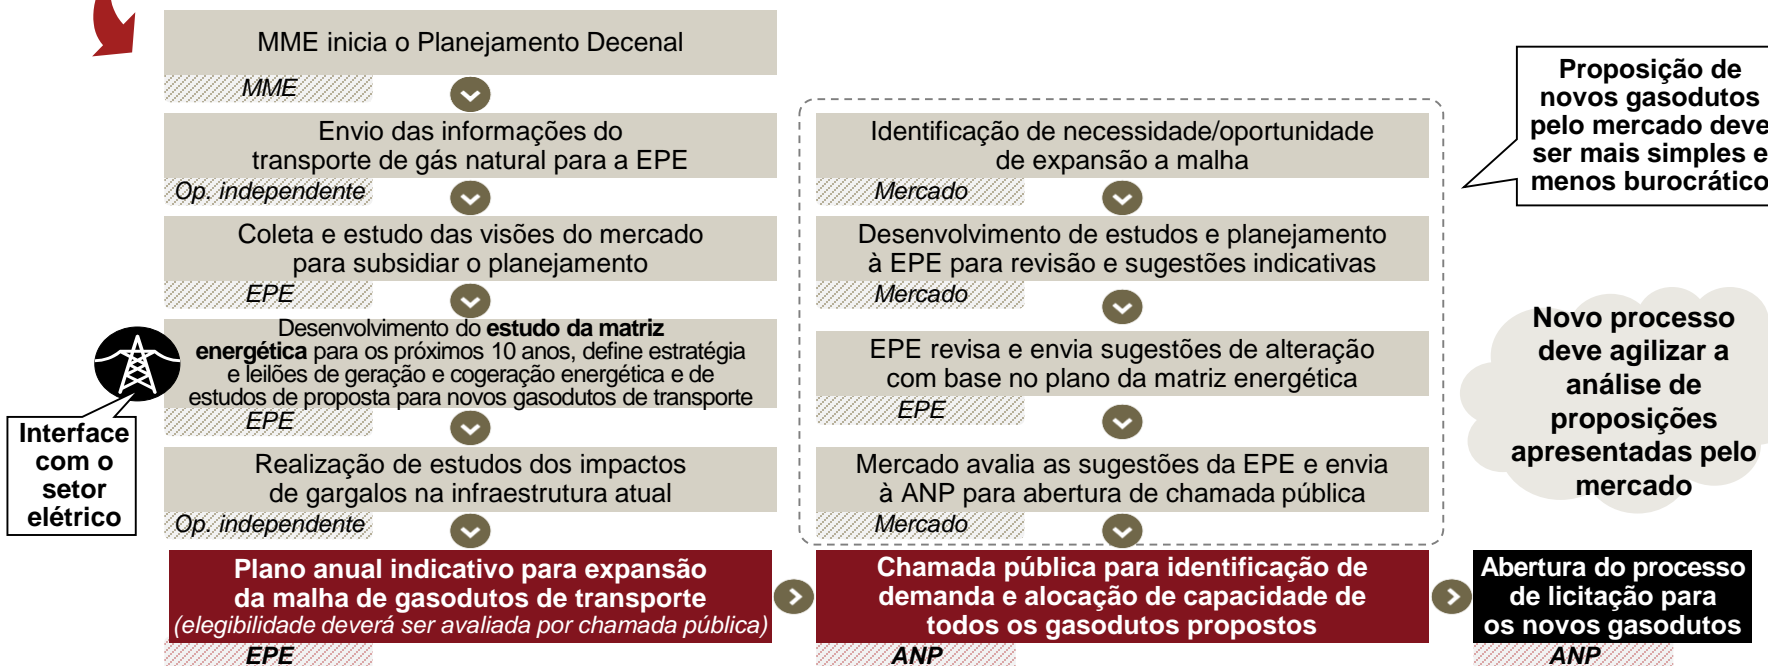 MME inicia o Planejamento Decenal
MME
Envio das informações do
transporte de gás natural para a EPE
Op. independente
Coleta e estudo das visões do mercado
para subsidiar o planejamento
EPE
Desenvolvimento do estudo da matriz
energética para os próximos 10 anos, define estratégia
e leilões de geração e cogeração energética e de
estudos de proposta para novos gasodutos de transporte
EPE
Interface
com o
setor
elétrico
Realização de estudos dos impactos
de gargalos na infraestrutura atual
Op. independente
Plano anual indicativo para expansão
da malha de gasodutos de transporte
(elegibilidade deverá ser avaliada por chamada pública)
EPE
Identificação de necessidade/oportunidade
de expansão a malha
Mercado
Desenvolvimento de estudos e planejamento
à EPE para revisão e sugestões indicativas
Mercado
EPE revisa e envia sugestões de alteração
com base no plano da matriz energética
EPE
Mercado avalia as sugestões da EPE e envia
à ANP para abertura de chamada pública
Mercado
Chamada pública para identificação de
demanda e alocação de capacidade de
todos os gasodutos propostos
ANP
Proposição de
novos gasodutos
pelo mercado deve
ser mais simples e
menos burocrático
Novo processo
deve agilizar a
análise de
proposições
apresentadas pelo
mercado
Abertura do processo
de licitação para
os novos gasodutos
ANP